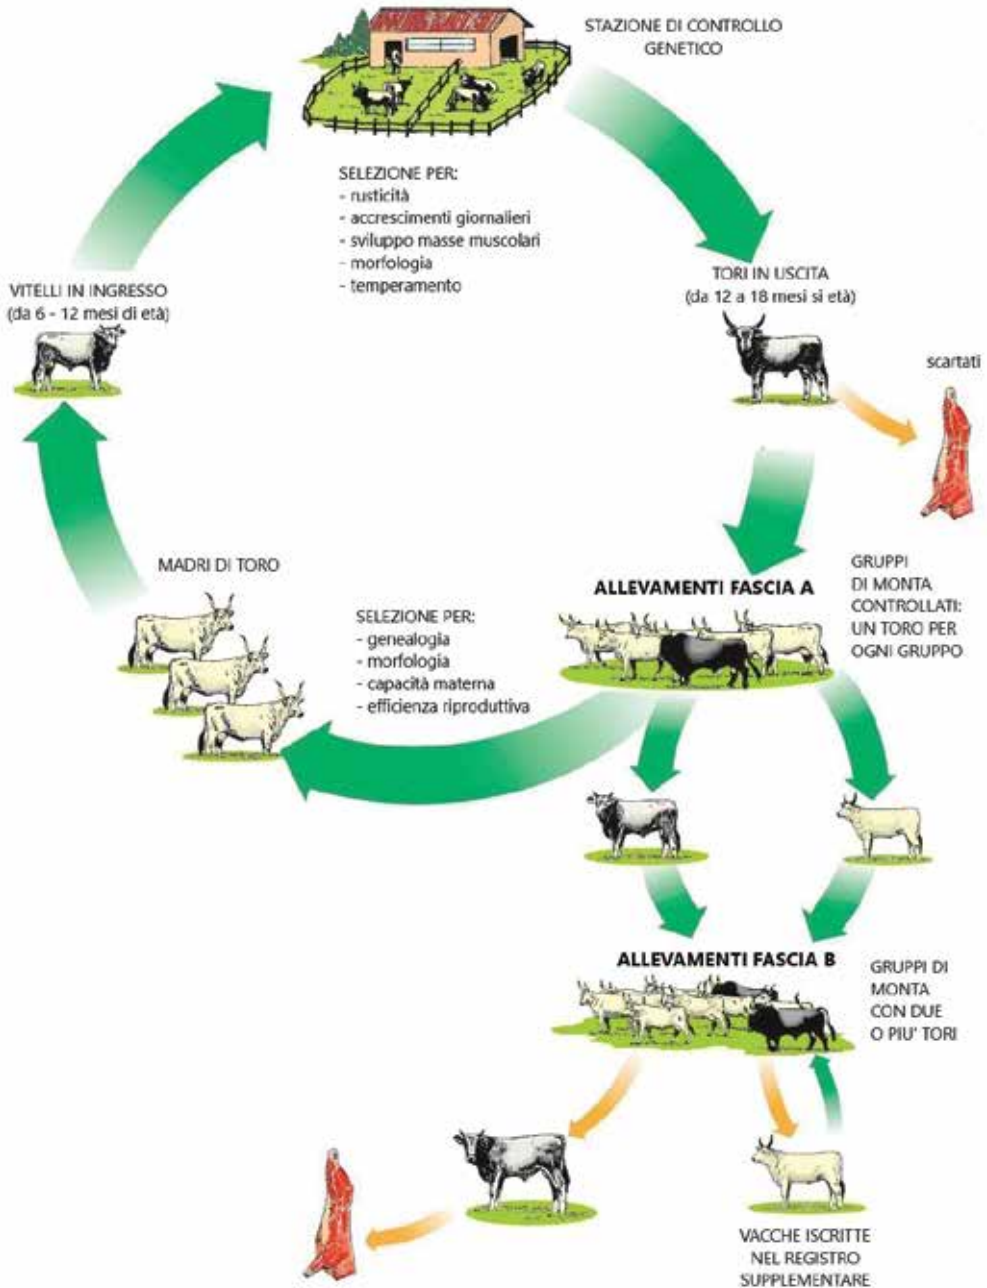 STAZIONE DI CONTROLLO
GENETICO
SELEZIONE PER:
- rusticità
- accrescimenti giornalieri
- sviluppo masse muscolari
- morfologia
- temperamento
VITELLI IN INGRESSO
(da 6 - 12 mesi di età)
TORI IN USCITA
(da 12 a 18 mesi si età)
scartati
MADRI DI TORO
SELEZIONE PER:
- genealogia
- morfologia
- capacità materna
- efficienza riproduttiva
ALLEVAMENTI FASCIA A
GRUPPI
DI MONTA
CONTROLLATI:
UN TORO PER
OGNI GRUPPO
ALLEVAMENTI FASCIA B
GRUPPI DI
MONTA
CON DUE
O PIU' TORI
VACCHE ISCRITTE
NEL REGISTRO
SUPPLEMENTARE